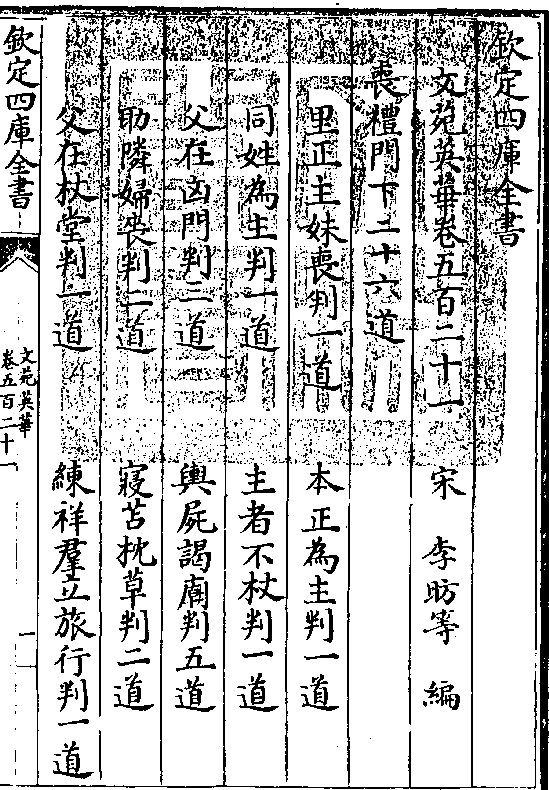 欽定四庫全書
文苑英華卷五百二十一
宋 李昉等 編
喪禮門下二十六道
里正主妹喪判一道 本正為主判一道
同姓為主判一道 主者不杖判一道
父在凶門判二道 輿屍謁廟判五道
助隣婦喪判二道 寢苫枕草判二道
父在杖堂判一道 練祥羣立旅行判一道
欽定四庫全書
文苑英華
卷五百二十一
一